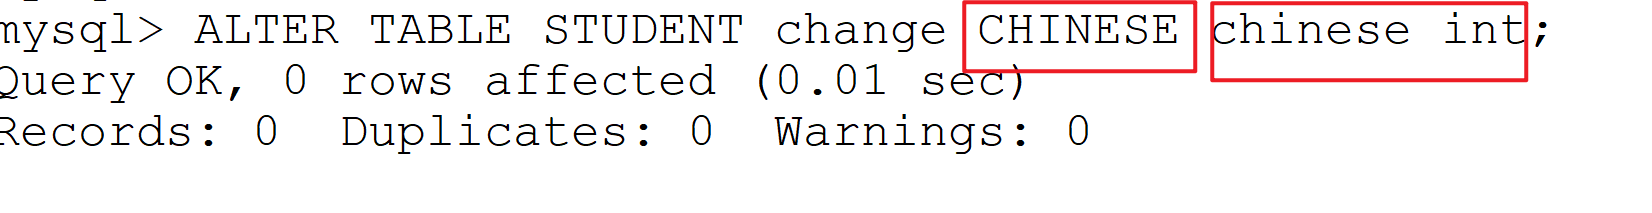 mysql> ALTER TABLE STUDENT change CHINESE chinese int;
Query OK, 0 rows affected (0.01 sec)
Records: 0  Duplicates: 0  Warnings: 0